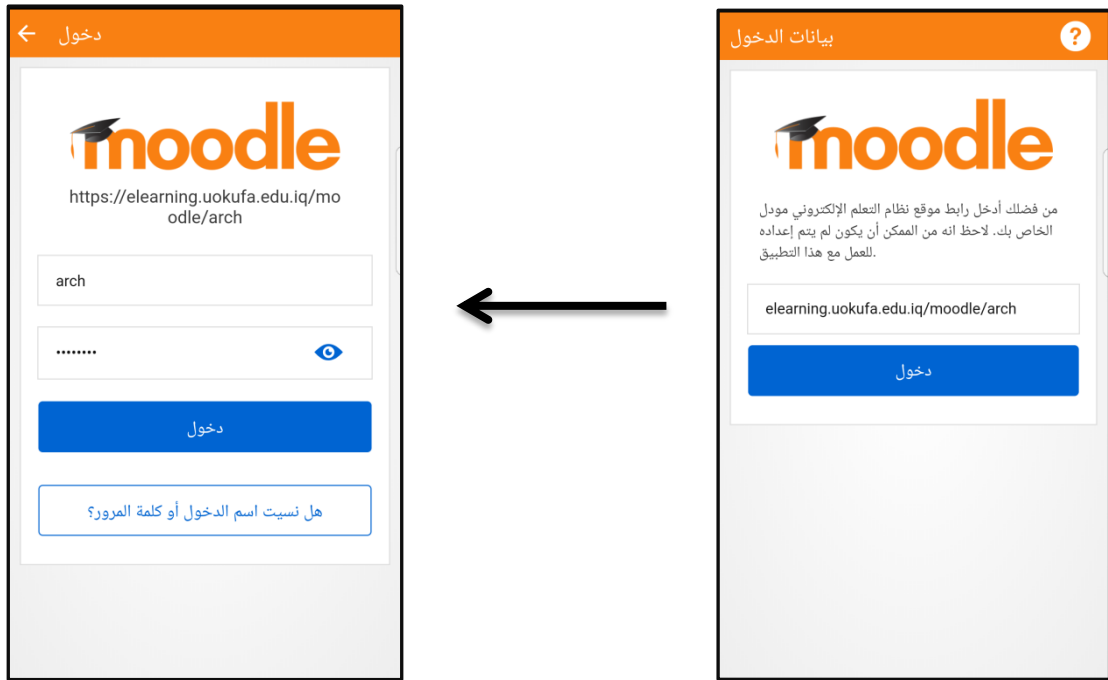 بيانات الدخول
?
moodle
من فضلك أدخل رابط موقع نظام التعلم الإلكتروني مودل
الخاص بك. لاحظ انه من الممكن أن يكون لم يتم إعداده
.للعمل مع هذا التطبيق
elearning.uokufa.edu.iq/moodle/arch
دخول
دخول
moodle
https://elearning.uokufa.edu.iq/mo
odle/arch
arch
••••••••
دخول
هل نسيت اسم الدخول أو كلمة المرور؟